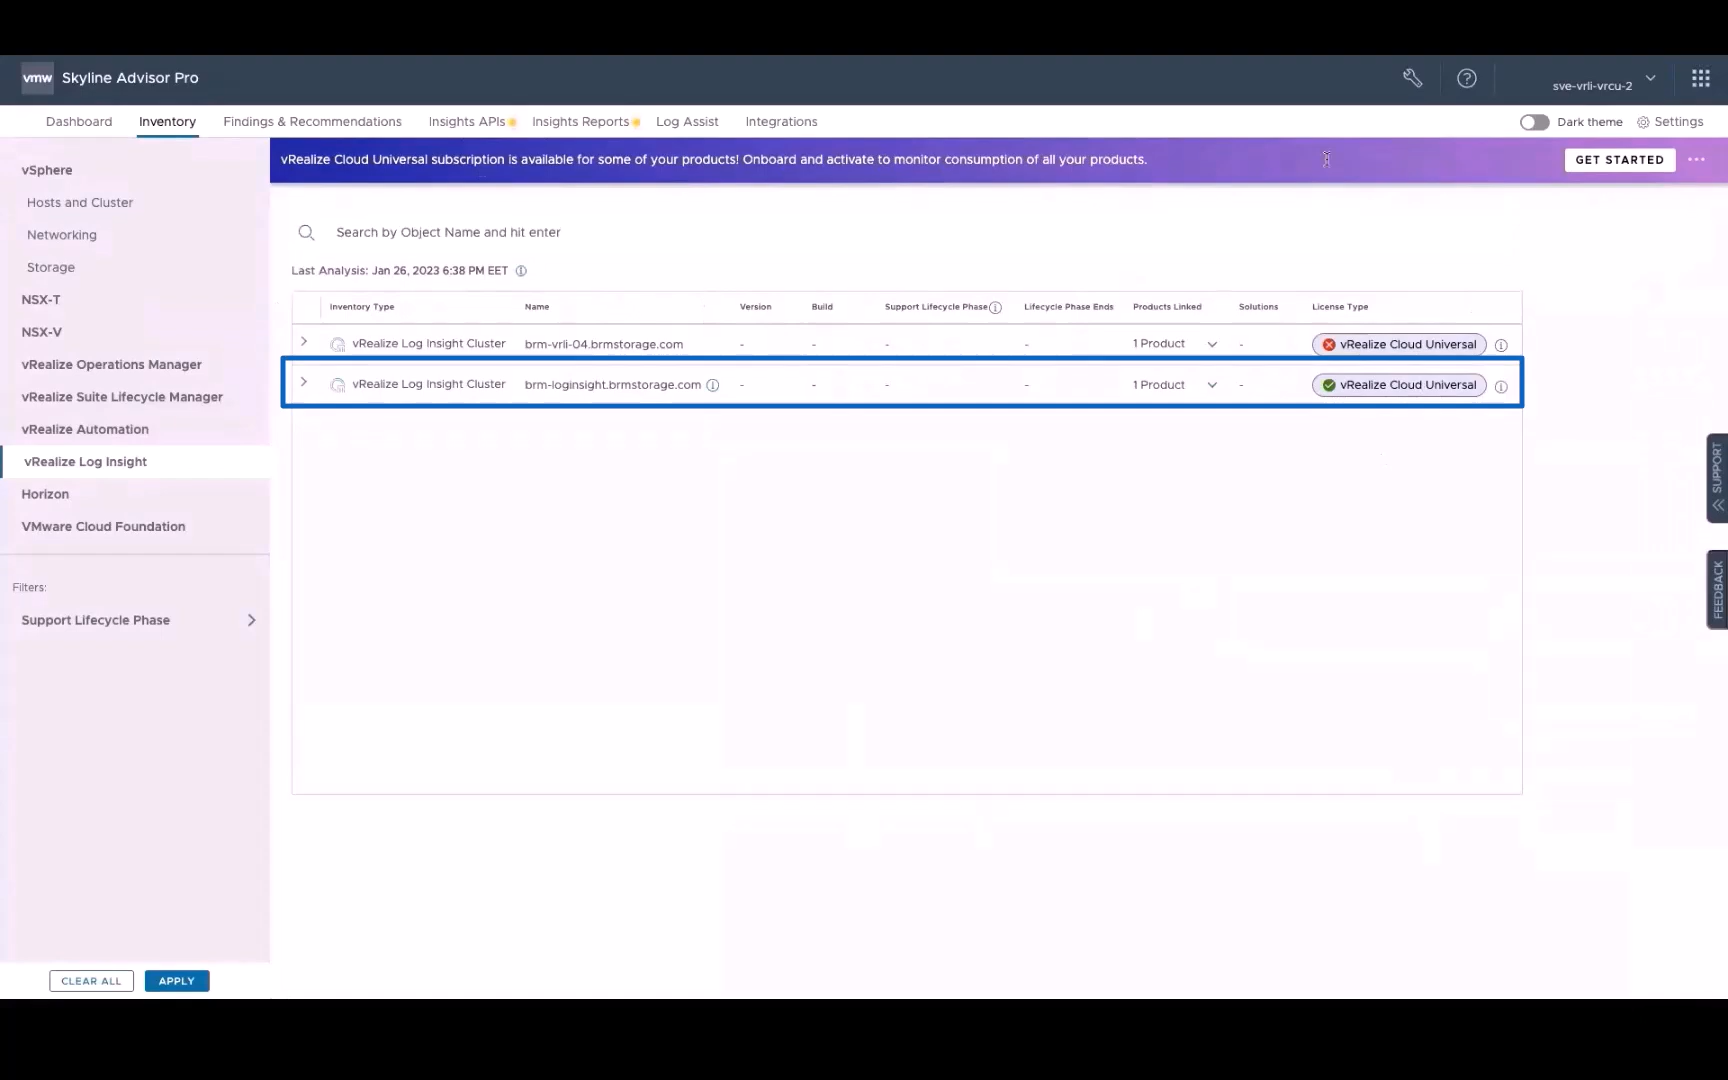 vmw Skyline Advisor Pro
sve-vrli-vrcu-2
Dashboard Inventory Findings & Recommendations Insights APIs Insights Reports Log Assist Integrations Dark theme Settings
vSphere
Hosts and Cluster
Networking
Storage
NSX-T
NSX-V
vRealize Operations Manager
vRealize Suite Lifecycle Manager
vRealize Automation
vRealize Log Insight
Horizon
VMware Cloud Foundation
Filters:
Support Lifecycle Phase
CLEAR ALL APPLY
vRealize Cloud Universal subscription is available for some of your products! Onboard and activate to monitor consumption of all your products. GET STARTED
Search by Object Name and hit enter
Last Analysis: Jan 26, 2023 6:38 PM EET
Inventory Type Name Version Build Support Lifecycle Phase Lifecycle Phase Ends Products Linked Solutions License Type
vRealize Log Insight Cluster brm-vrli-04.brmstorage.com - - - - 1 Product - vRealize Cloud Universal
vRealize Log Insight Cluster brm-loginsight.brmstorage.com - - - - 1 Product - vRealize Cloud Universal
SUPPORT
FEEDBACK